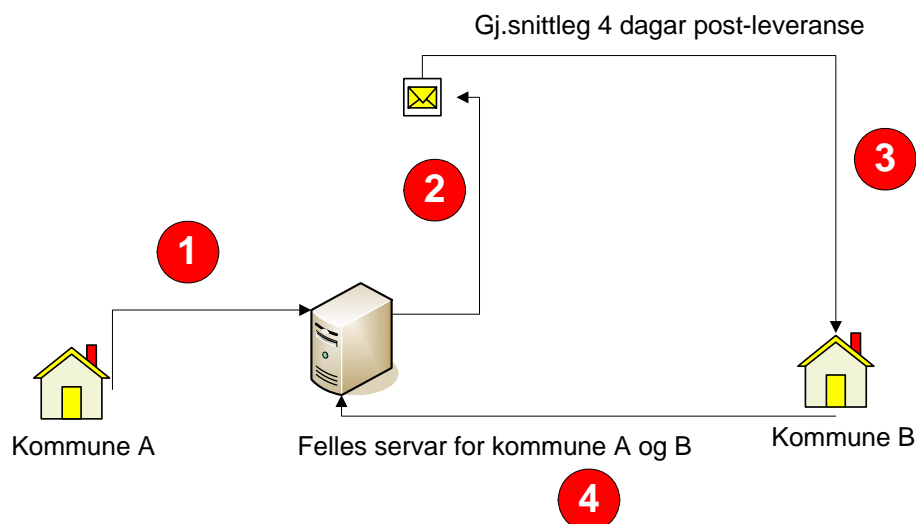 Gj.snittleg 4 dagar post-leveranse
3
2
1
Kommune A
Felles servar for kommune A og B
Kommune B
4